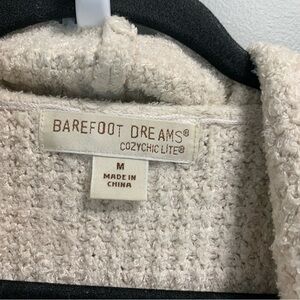 BAREFOOT DREAMS®
COZYCHIC LITE®
M
MADE IN
CHINA